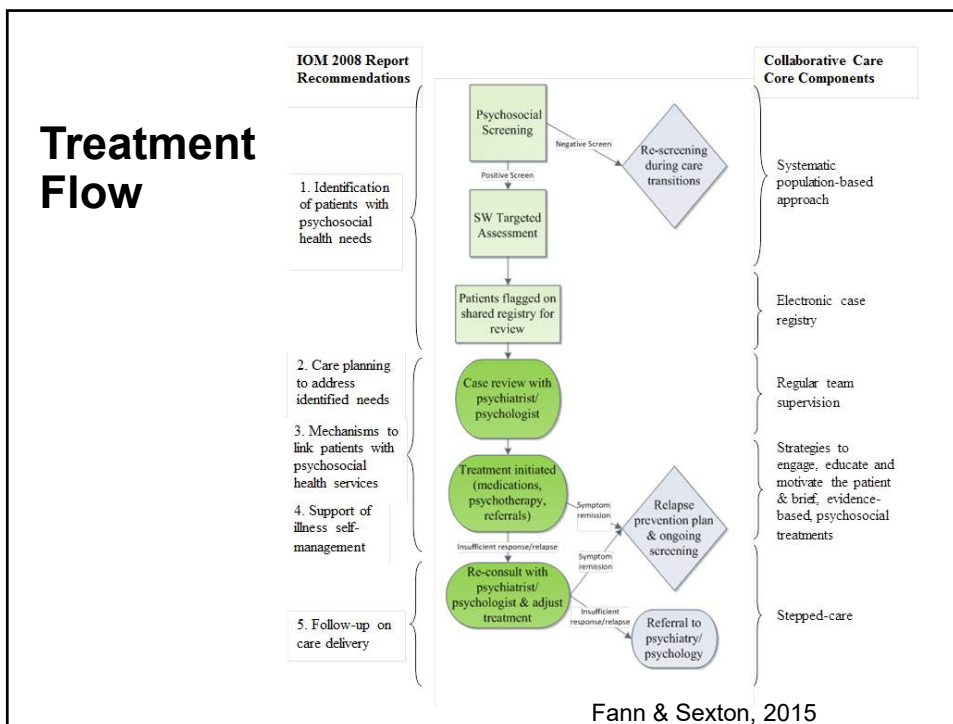 Treatment
Flow
IOM 2008 Report
Recommendations
1. Identification
of patients with
psychosocial
health needs
2. Care planning
to address
identified needs
3. Mechanisms to
link patients with
psychosocial
health services
4. Support of
illness self-
management
5. Follow-up on
care delivery
Psychosocial
Screening
Negative Screen
Re-screening
during care
transitions
Positive Screen
SW Targeted
Assessment
Patients flagged on
shared registry for
review
Case review with
psychiatrist/
psychologist
Treatment initiated
(medications,
psychotherapy,
referrals)
Symptom
remission
Relapse
prevention plan
& ongoing
screening
Insufficient response/relapse
Symptom
remission
Re-consult with
psychiatrist/
psychologist & adjust
treatment
Insufficient
response/relapse
Referral to
psychiatry/
psychology
Collaborative Care
Core Components
Systematic
population-based
approach
Electronic case
registry
Regular team
supervision
Strategies to
engage, educate and
motivate the patient
& brief, evidence-
based, psychosocial
treatments
Stepped-care
Fann & Sexton, 2015